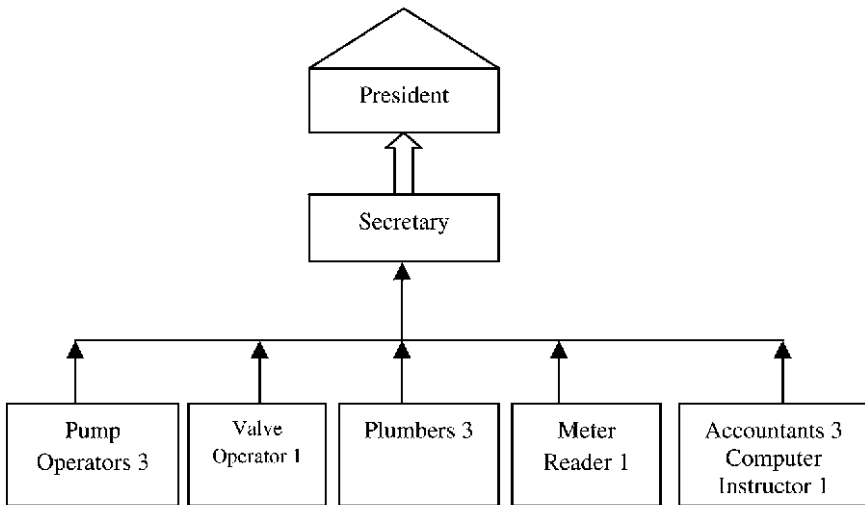 President
Secretary
Pump
Operators 3
Valve
Operator 1
Plumbers 3
Meter
Reader 1
Accountants 3
Computer
Instructor 1